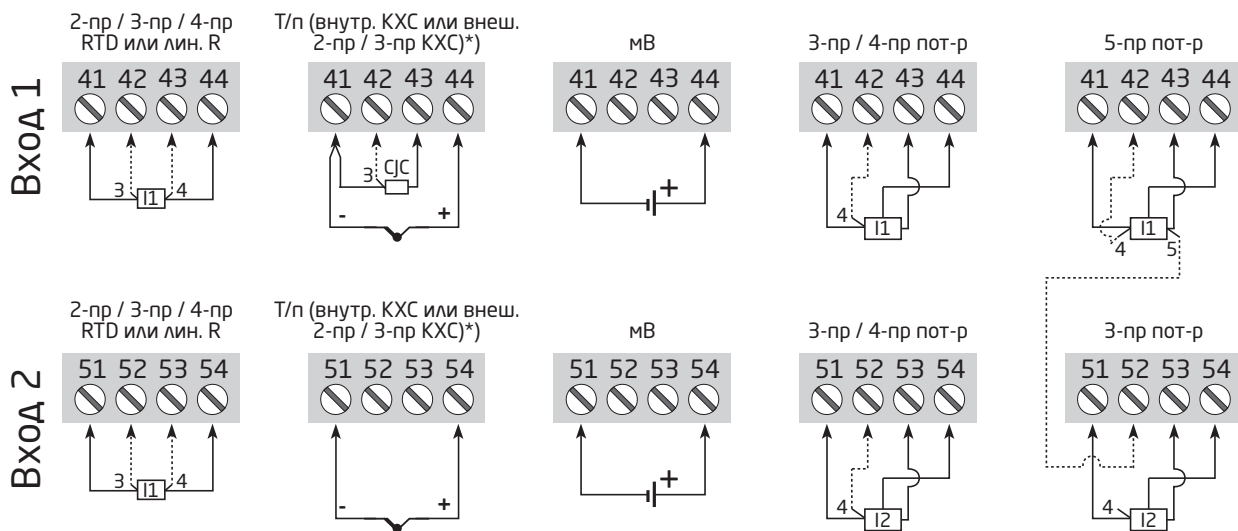 Вход 1
2-пр / 3-пр / 4-пр
RTD или лин. R
41 42 43 44
3 I1 4
Т/п (внутр. КХС или внеш.
2-пр / 3-пр КХС)*)
41 42 43 44
3 CJC
- +
мВ
41 42 43 44
+
3-пр / 4-пр пот-р
41 42 43 44
4 I1
5-пр пот-р
41 42 43 44
4 I1 5
Вход 2
2-пр / 3-пр / 4-пр
RTD или лин. R
51 52 53 54
3 I1 4
Т/п (внутр. КХС или внеш.
2-пр / 3-пр КХС)*)
51 52 53 54
- +
мВ
51 52 53 54
+
3-пр / 4-пр пот-р
51 52 53 54
4 I2
3-пр пот-р
51 52 53 54
4 I2